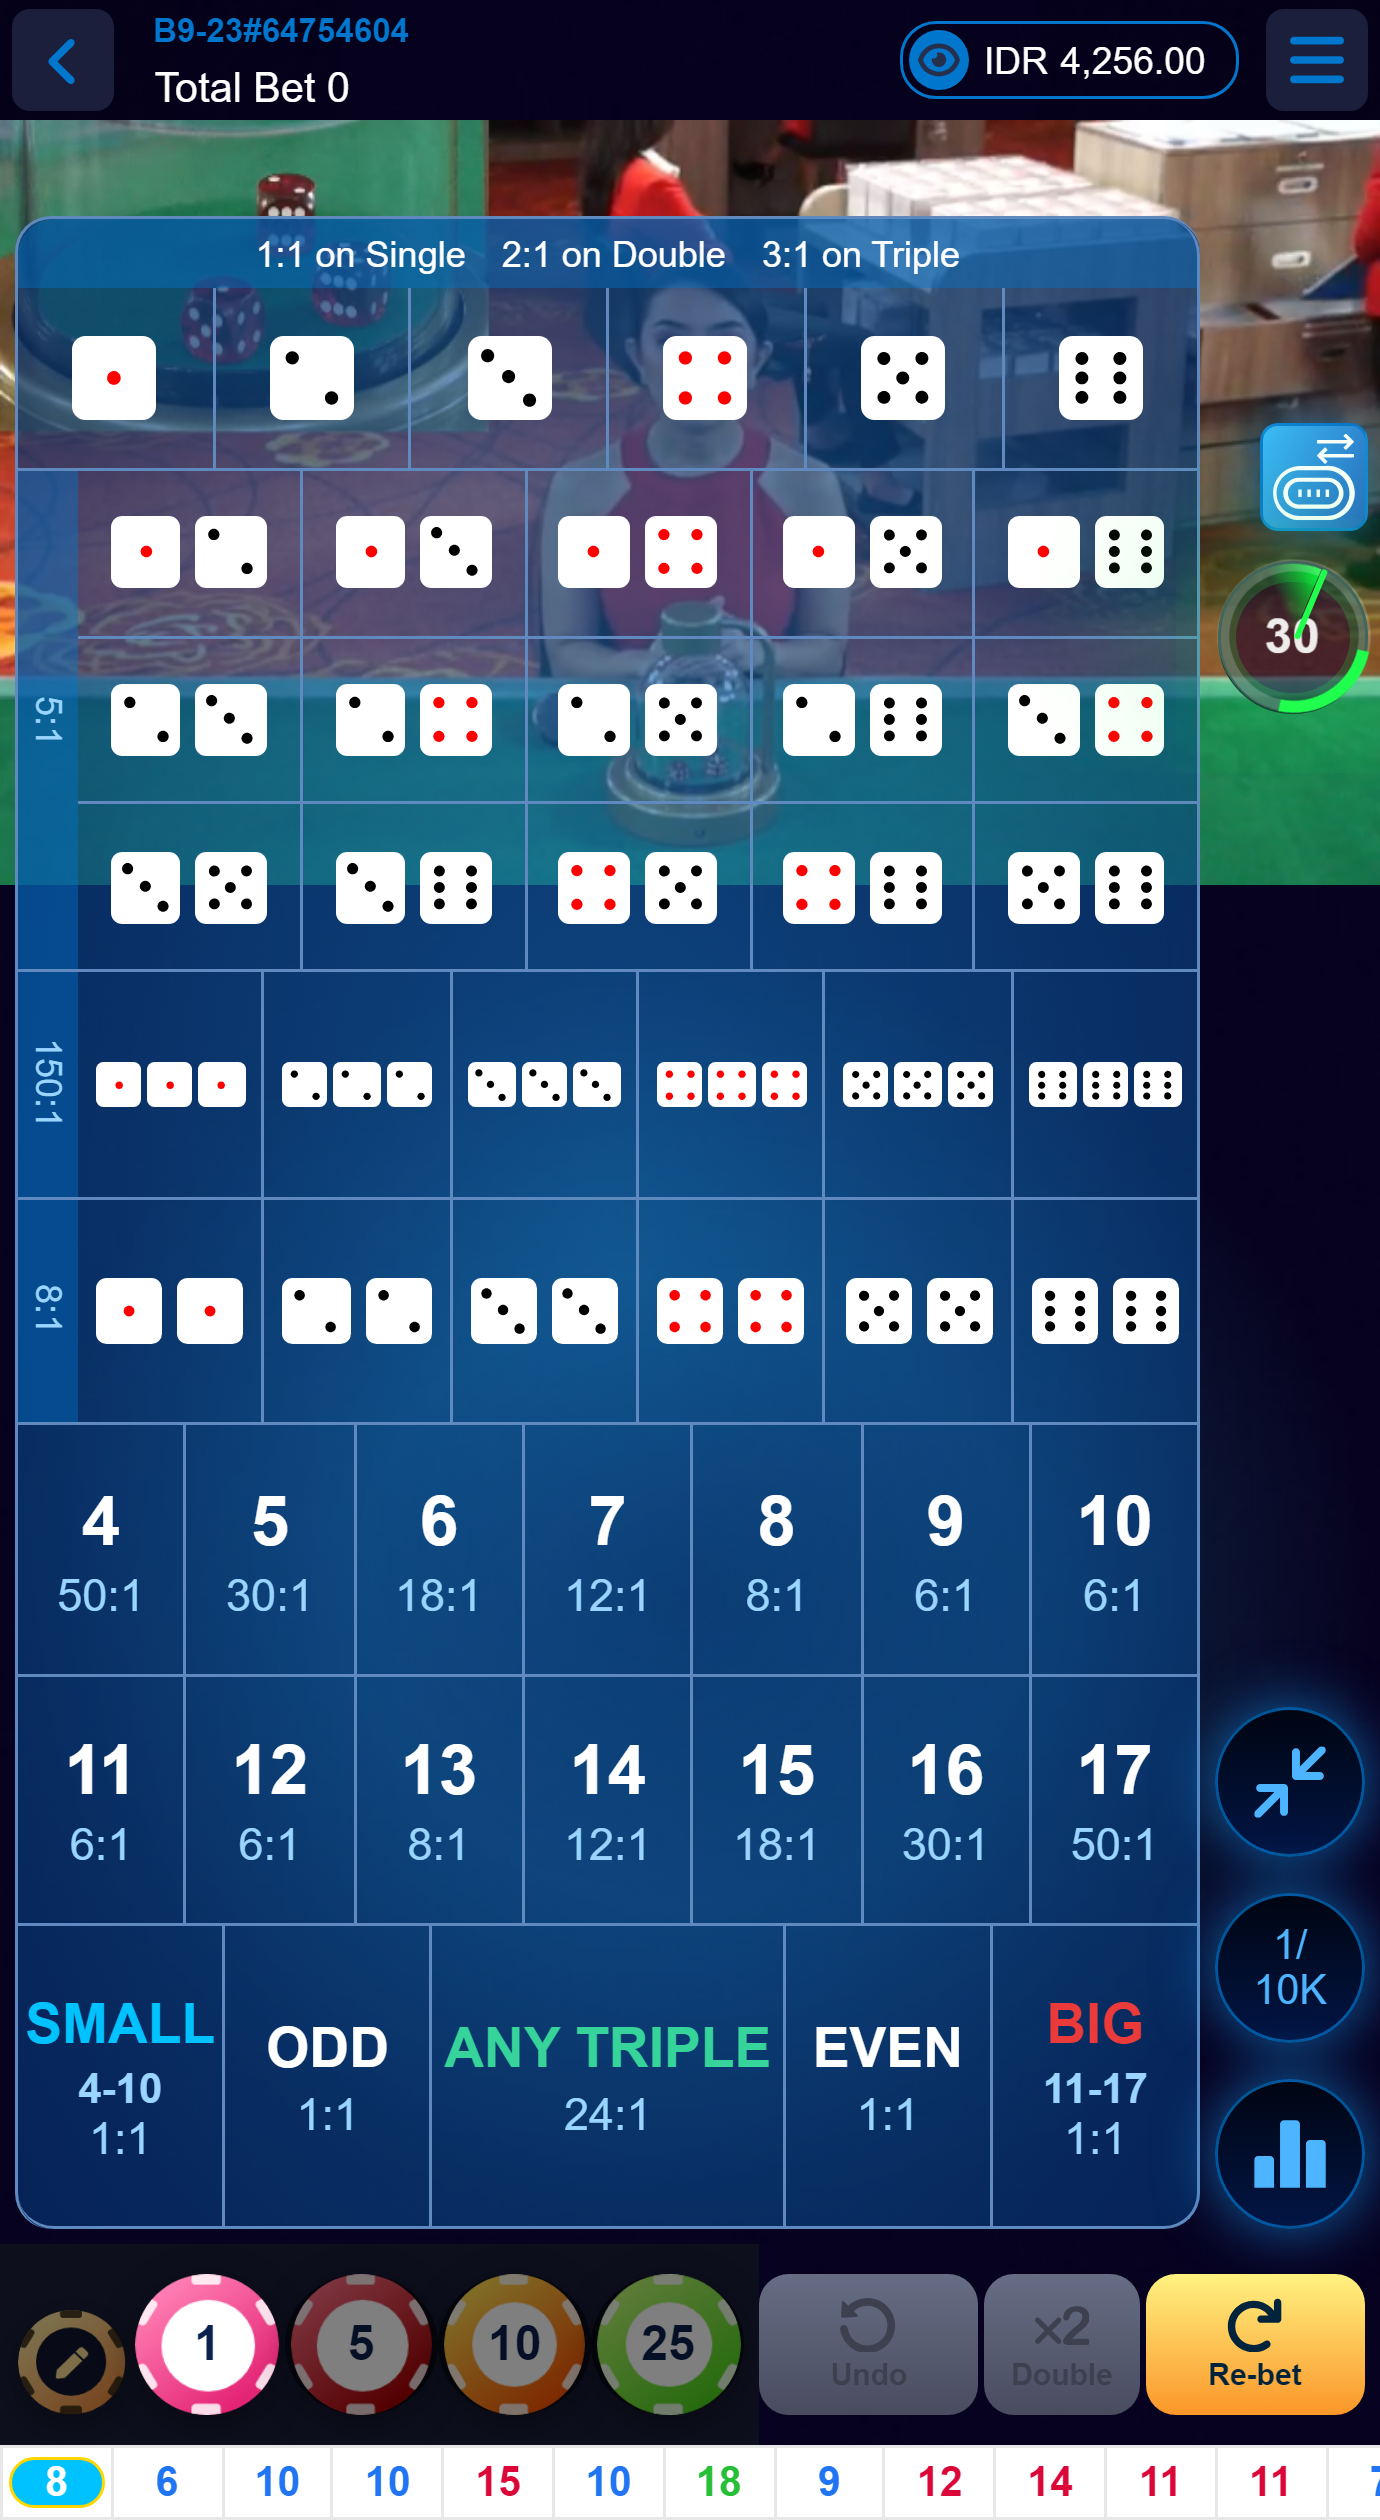 B9-23#64754604
Total Bet 0
IDR 4,256.00
1:1 on Single 2:1 on Double 3:1 on Triple
30
5:1
150:1
8:1
4 5 6 7 8 9 10
50:1 30:1 18:1 12:1 8:1 6:1 6:1
11 12 13 14 15 16 17
6:1 6:1 8:1 12:1 18:1 30:1 50:1
SMALL
4-10
1:1
ODD
1:1
ANY TRIPLE
24:1
EVEN
1:1
BIG
11-17
1:1
1/
10K
1 5 10 25
Undo
x2
Double
Re-bet
8 6 10 10 15 10 18 9 12 14 11 11